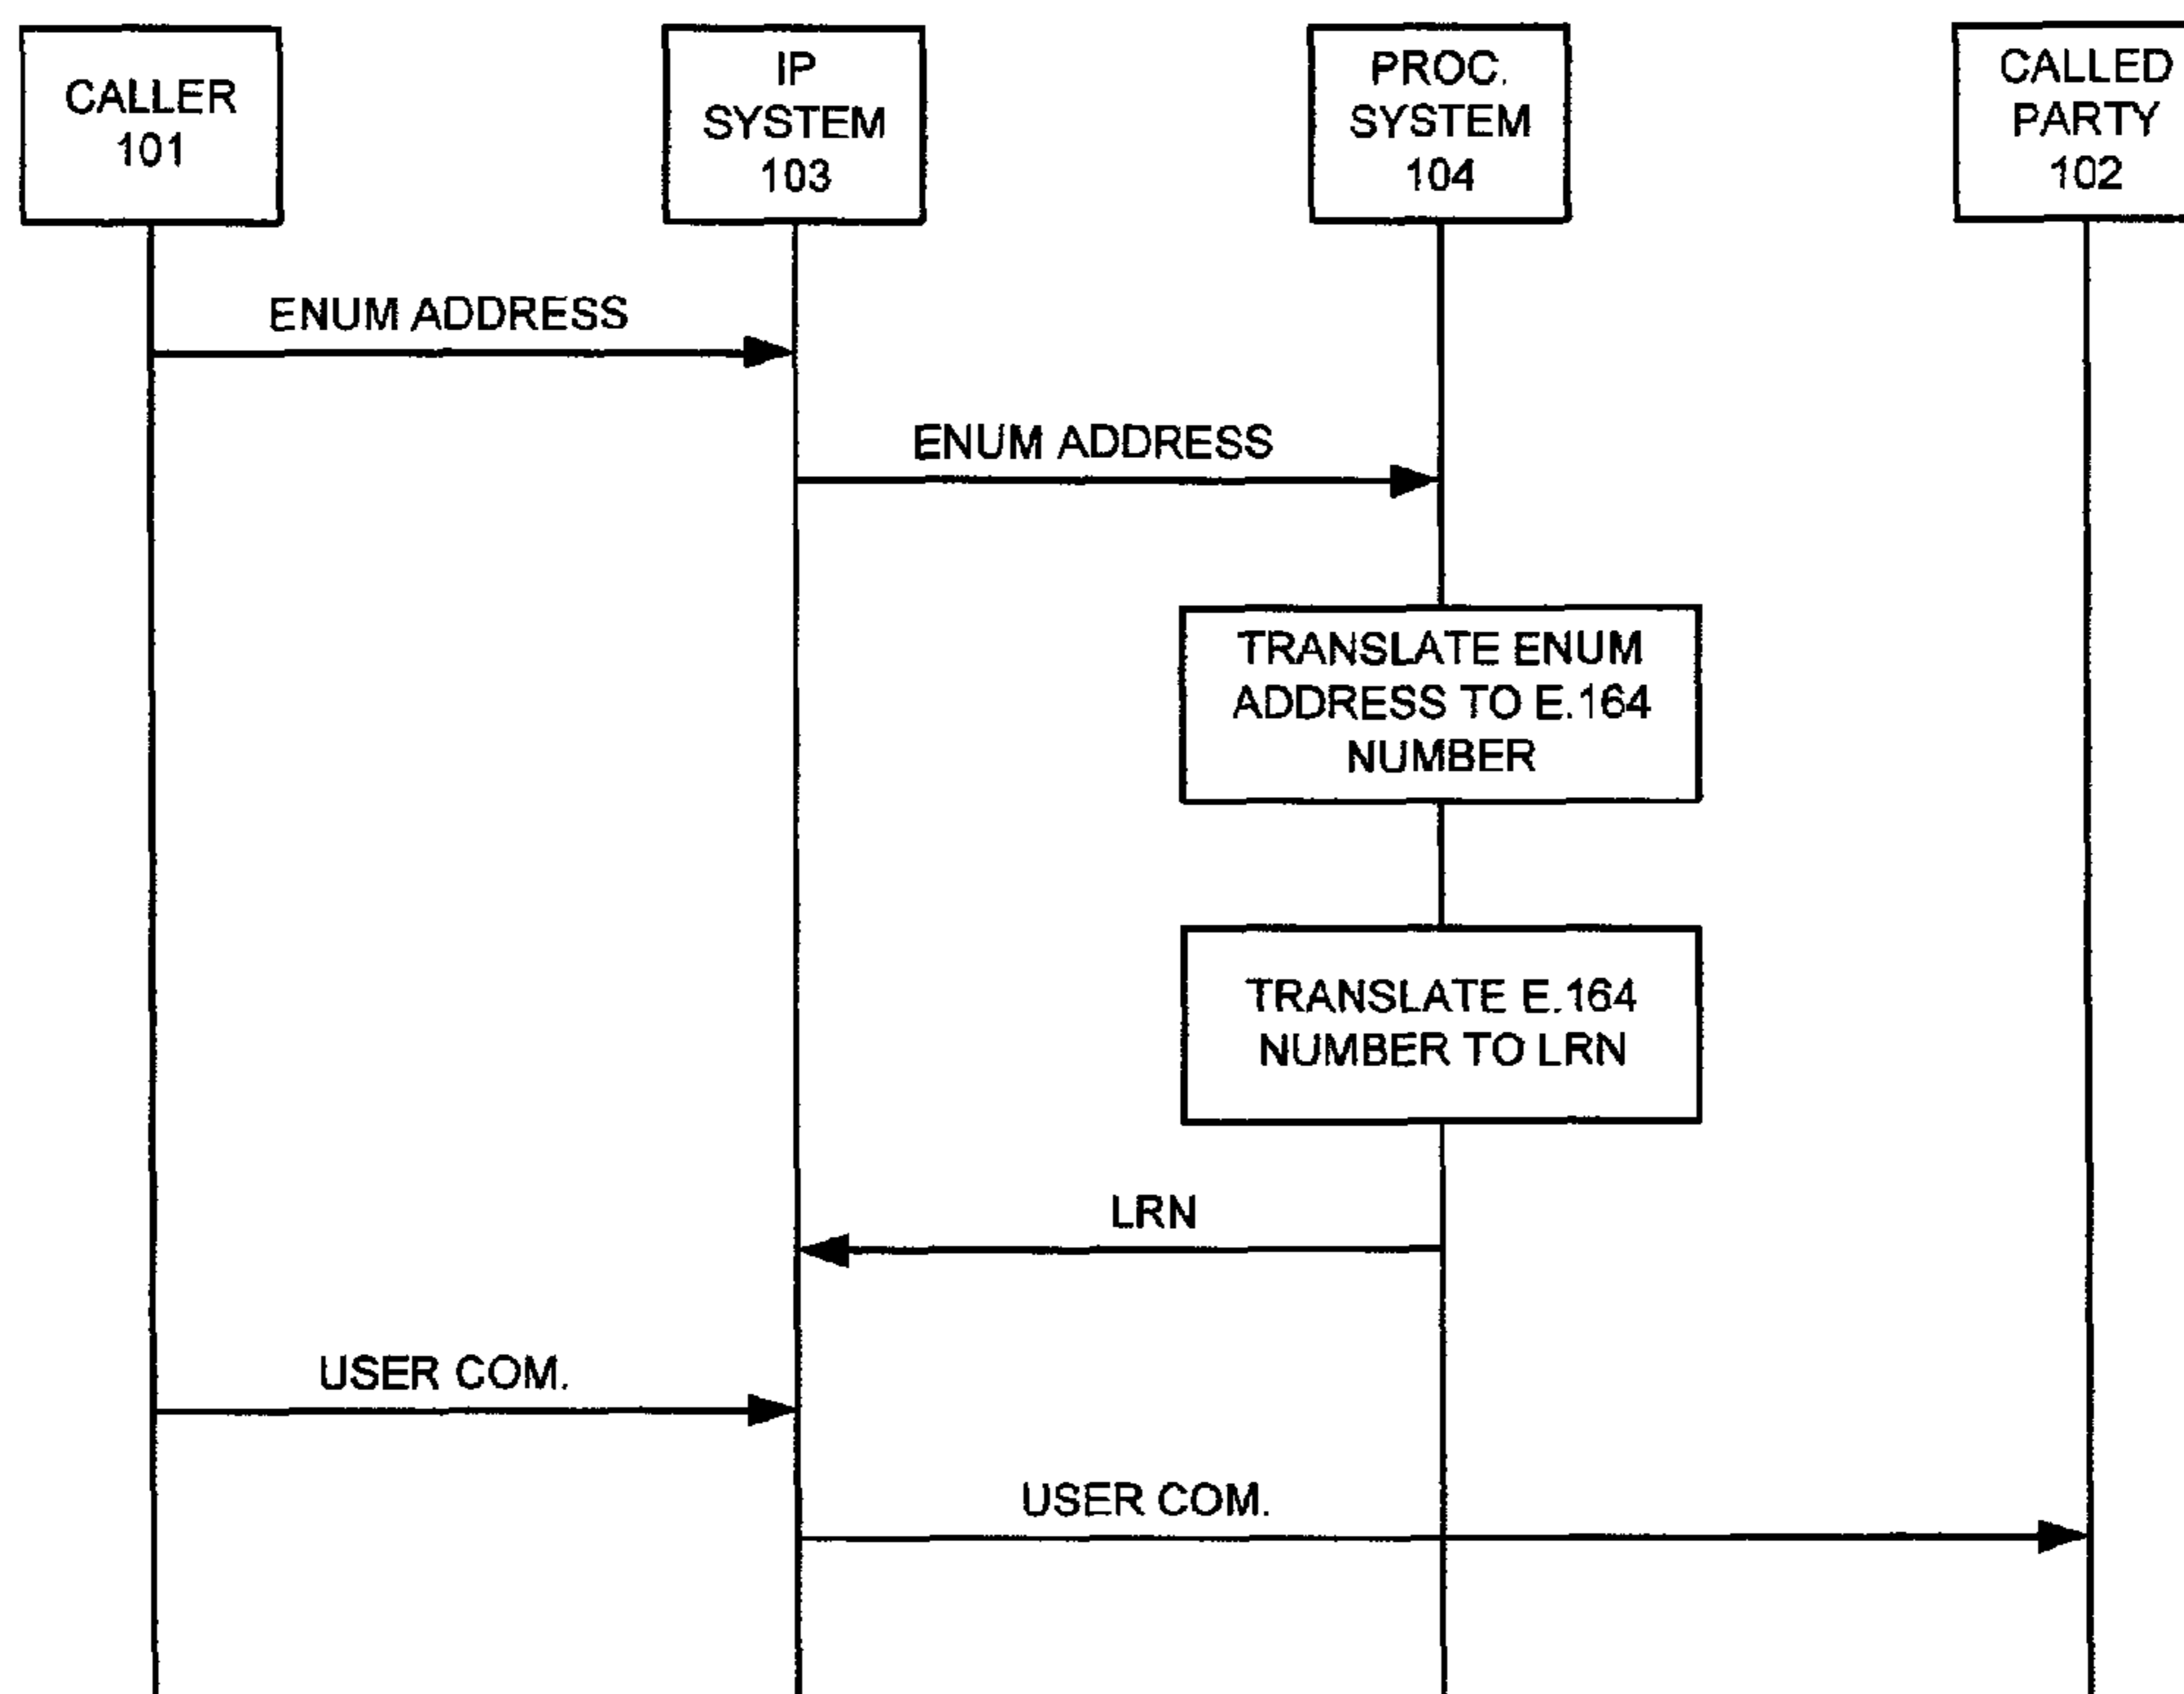 CALLER
101
IP
SYSTEM
103
PROC.
SYSTEM
104
CALLED
PARTY
102
ENUM ADDRESS
ENUM ADDRESS
TRANSLATE ENUM
ADDRESS TO E.164
NUMBER
TRANSLATE E.164
NUMBER TO LRN
LRN
USER COM.
USER COM.